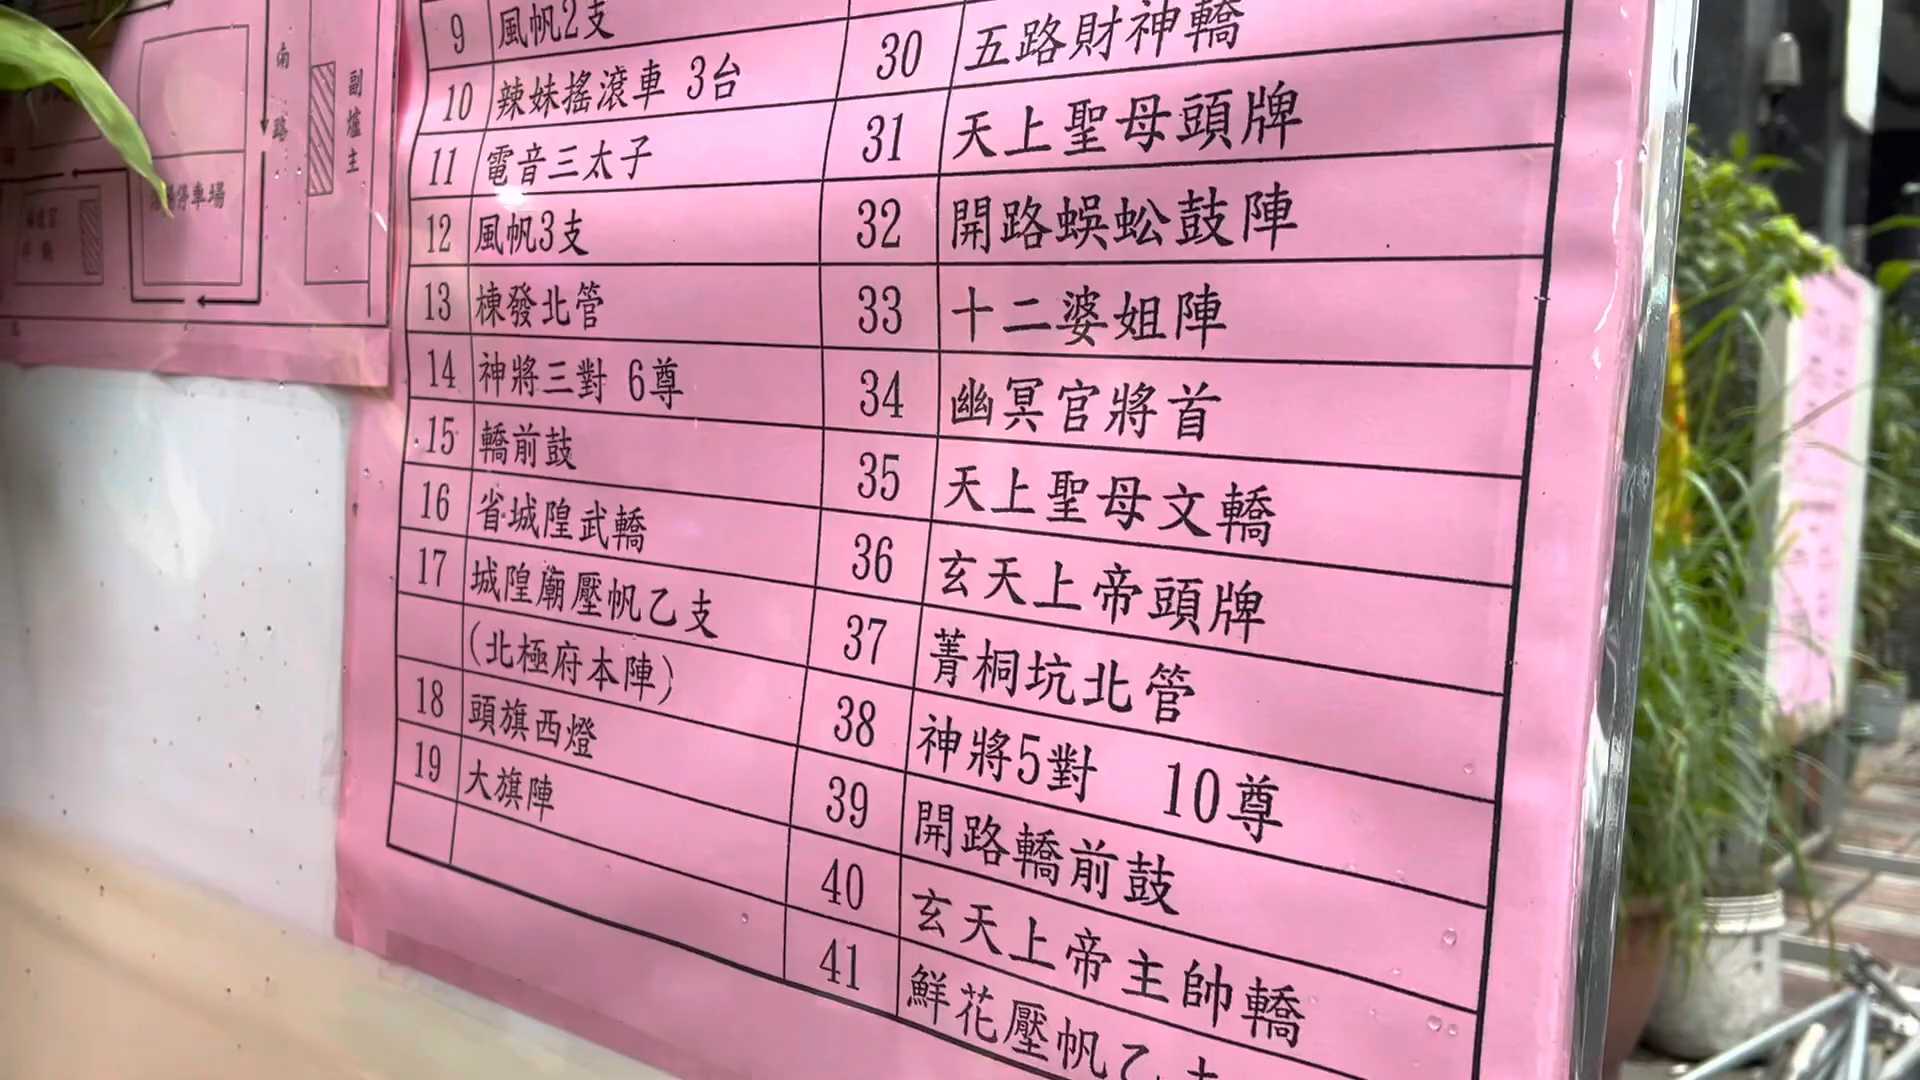 南路
副爐主
停車場
9 風帆2支
10 辣妹搖滾車 3台
11 電音三太子
12 風帆3支
13 棟發北管
14 神將三對 6尊
15 轎前鼓
16 省城隍武轎
17 城隍廟壓帆乙支
(北極府本陣)
18 頭旗西燈
19 大旗陣
30 五路財神轎
31 天上聖母頭牌
32 開路蜈蚣鼓陣
33 十二婆姐陣
34 幽冥官將首
35 天上聖母文轎
36 玄天上帝頭牌
37 菁桐坑北管
38 神將5對 10尊
39 開路轎前鼓
40 玄天上帝主帥轎
41 鮮花壓帆乙